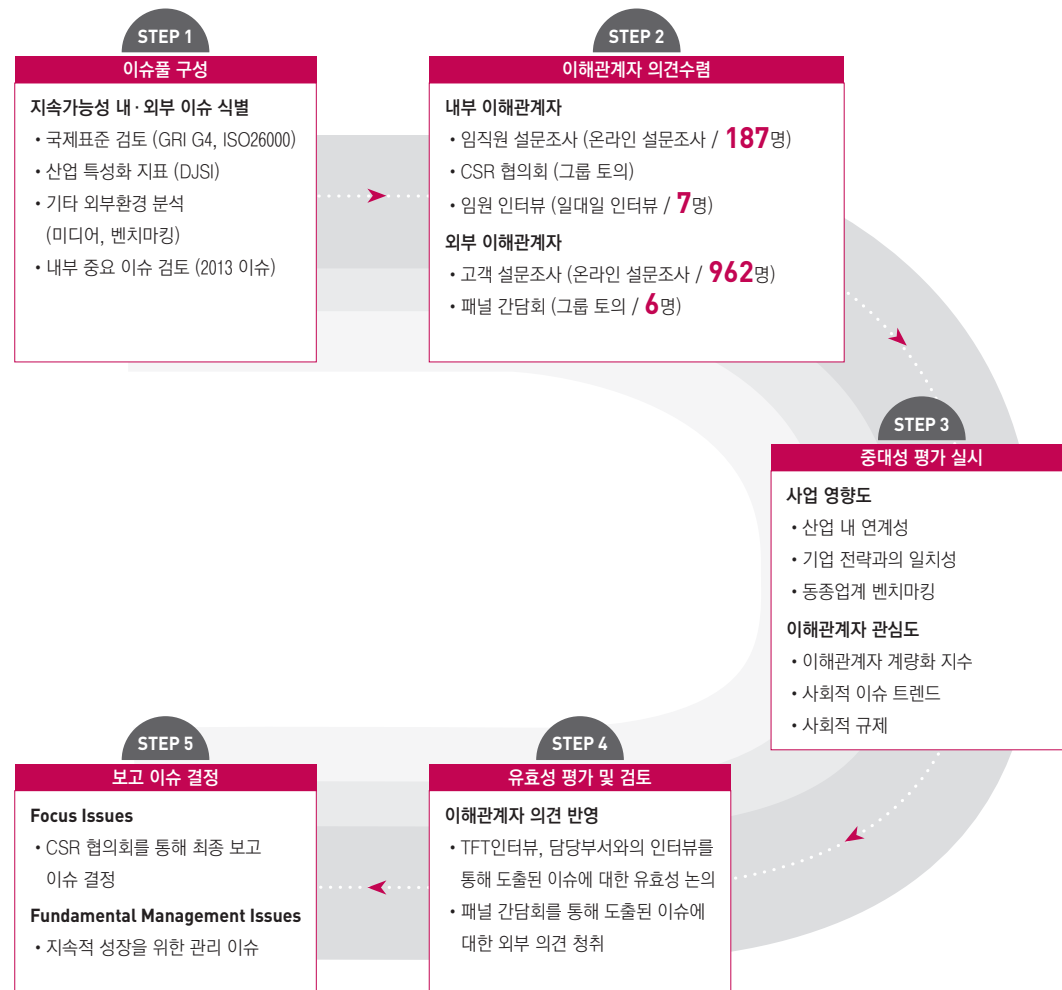 STEP 1
이슈풀 구성
지속가능성 내·외부 이슈 식별
• 국제표준 검토 (GRI G4, ISO26000)
• 산업 특성화 지표 (DJSI)
• 기타 외부환경 분석
(미디어, 벤치마킹)
• 내부 중요 이슈 검토 (2013 이슈)
STEP 2
이해관계자 의견수렴
내부 이해관계자
• 임직원 설문조사 (온라인 설문조사 / 187명)
• CSR 협의회 (그룹 토의)
• 임원 인터뷰 (일대일 인터뷰 / 7명)
외부 이해관계자
• 고객 설문조사 (온라인 설문조사 / 962명)
• 패널 간담회 (그룹 토의 / 6명)
STEP 3
중대성 평가 실시
사업 영향도
• 산업 내 연계성
• 기업 전략과의 일치성
• 동종업계 벤치마킹
이해관계자 관심도
• 이해관계자 계량화 지수
• 사회적 이슈 트렌드
• 사회적 규제
STEP 4
유효성 평가 및 검토
이해관계자 의견 반영
• TFT인터뷰, 담당부서와의 인터뷰를
통해 도출된 이슈에 대한 유효성 논의
• 패널 간담회를 통해 도출된 이슈에
대한 외부 의견 청취
STEP 5
보고 이슈 결정
Focus Issues
• CSR 협의회를 통해 최종 보고
이슈 결정
Fundamental Management Issues
• 지속적 성장을 위한 관리 이슈